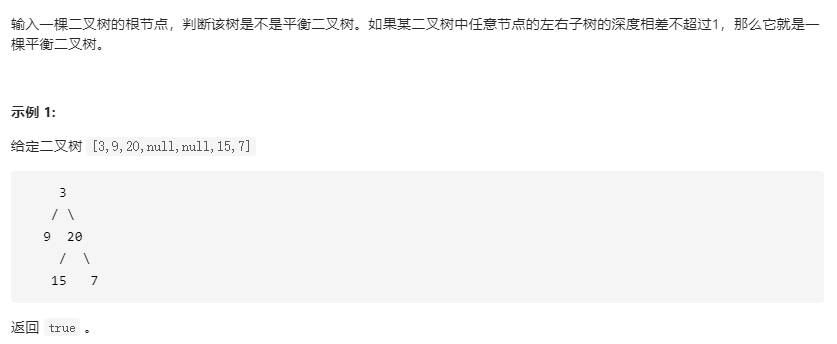 输入一棵二叉树的根节点，判断该树是不是平衡二叉树。如果某二叉树中任意节点的左右子树的深度相差不超过1，那么它就是一
棵平衡二叉树。
示例 1:
给定二叉树 [3,9,20,null,null,15,7]
3
/ \
9 20
/ \
15 7
返回 true 。